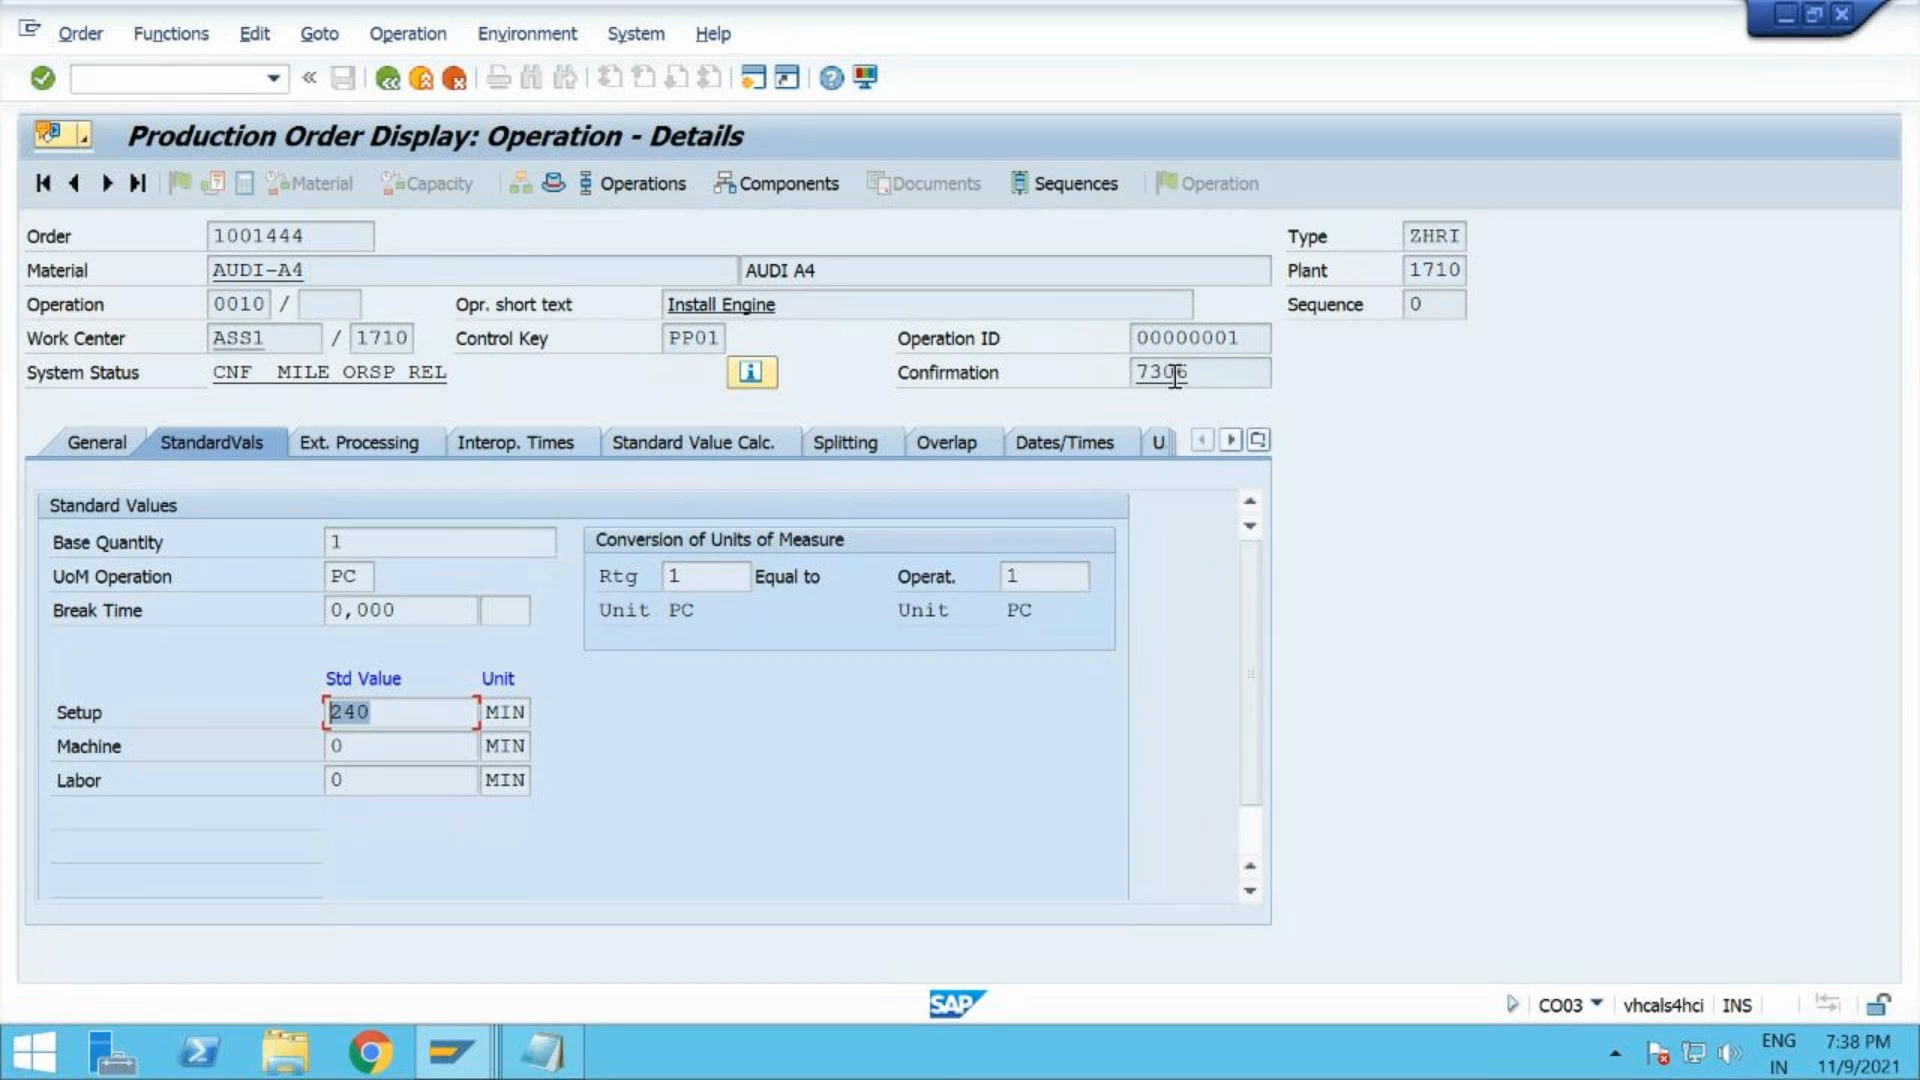 Order Functions Edit Goto Operation Environment System Help
Production Order Display: Operation - Details
Material Capacity Operations Components Documents Sequences Operation
Order 1001444 Type ZHRI
Material AUDI-A4 AUDI A4 Plant 1710
Operation 0010 / Opr. short text Install Engine Sequence 0
Work Center ASS1 / 1710 Control Key PP01 Operation ID 00000001
System Status CNF MILE ORSP REL Confirmation 7306
General StandardVals Ext. Processing Interop. Times Standard Value Calc. Splitting Overlap Dates/Times U
Standard Values
Base Quantity 1 Conversion of Units of Measure
UoM Operation PC Rtg 1 Equal to Operat. 1
Break Time 0,000 Unit PC Unit PC
Std Value Unit
Setup 240 MIN
Machine 0 MIN
Labor 0 MIN
SAP CO03 vhcals4hci INS
ENG 7:38 PM
IN 11/9/2021